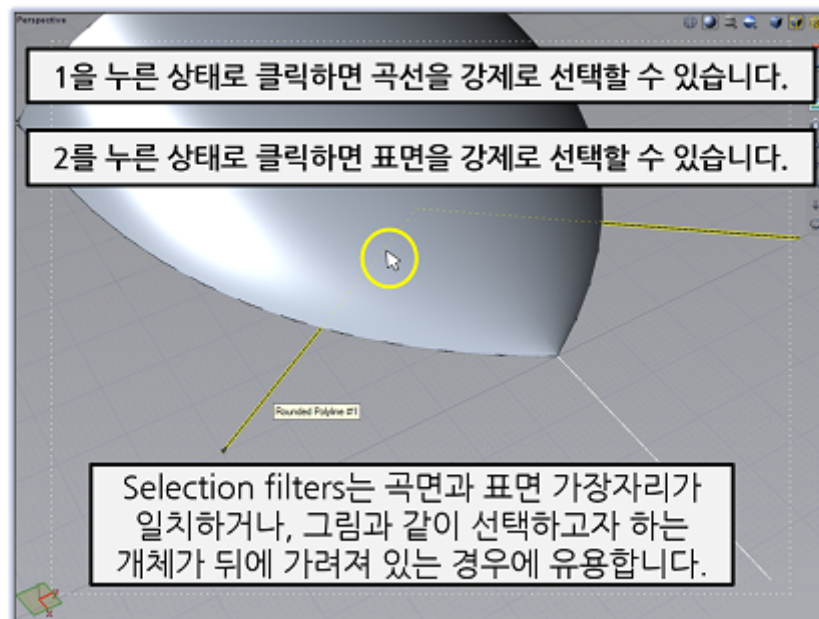 Perspective
1을 누른 상태로 클릭하면 곡선을 강제로 선택할 수 있습니다.
2를 누른 상태로 클릭하면 표면을 강제로 선택할 수 있습니다.
Rounded Polyline #1
Selection filters는 곡면과 표면 가장자리가
일치하거나, 그림과 같이 선택하고자 하는
개체가 뒤에 가려져 있는 경우에 유용합니다.